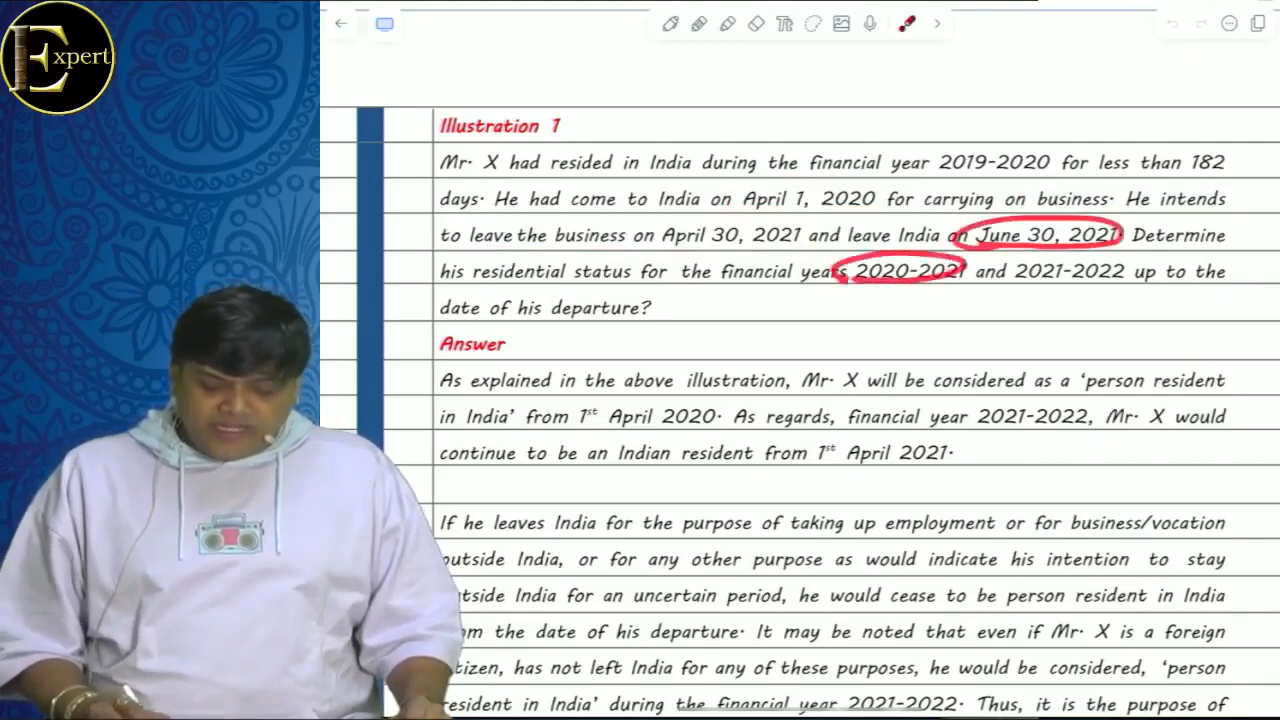 Expert
Illustration 1
Mr. X had resided in India during the financial year 2019-2020 for less than 182
days. He had come to India on April 1, 2020 for carrying on business. He intends
to leave the business on April 30, 2021 and leave India on June 30, 2021. Determine
his residential status for the financial years 2020-2021 and 2021-2022 up to the
date of his departure?
Answer
As explained in the above illustration, Mr. X will be considered as a 'person resident
in India' from 1st April 2020. As regards, financial year 2021-2022, Mr. X would
continue to be an Indian resident from 1st April 2021.
If he leaves India for the purpose of taking up employment or for business/vocation
outside India, or for any other purpose as would indicate his intention to stay
outside India for an uncertain period, he would cease to be person resident in India
from the date of his departure. It may be noted that even if Mr. X is a foreign
citizen, has not left India for any of these purposes, he would be considered, 'person
resident in India' during the financial year 2021-2022. Thus, it is the purpose of